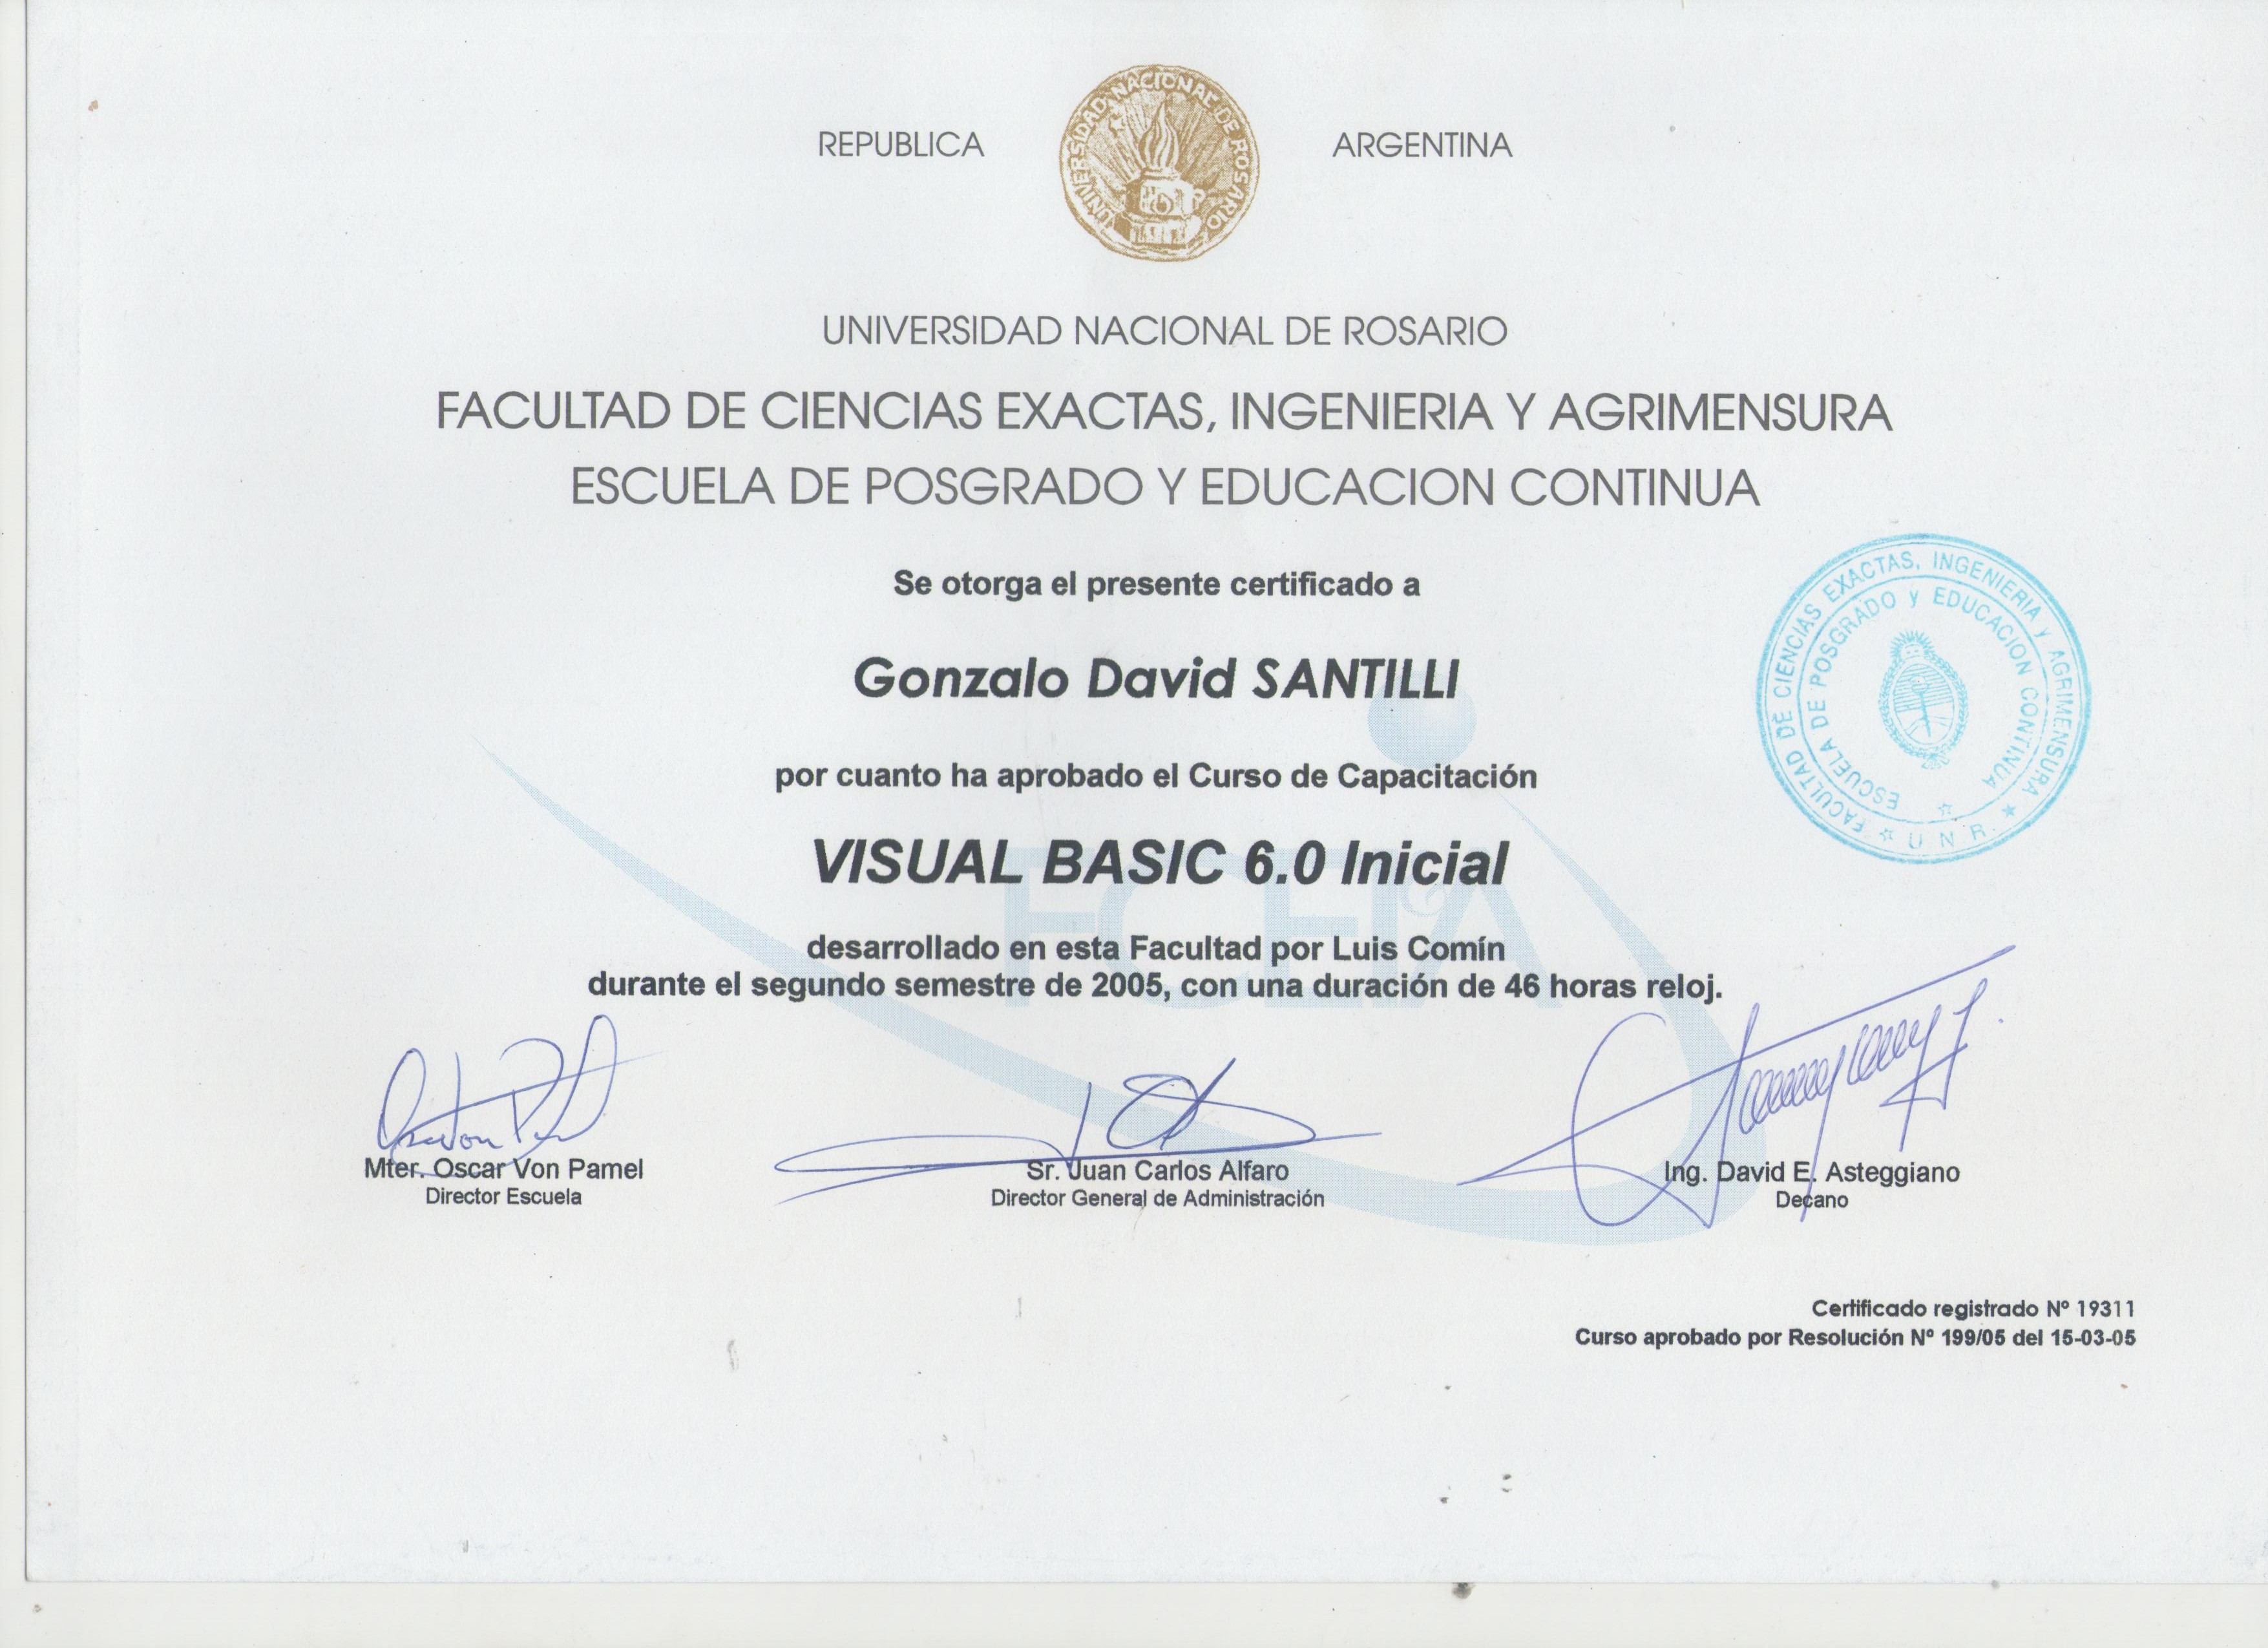 REPUBLICA ARGENTINA
UNIVERSIDAD NACIONAL DE ROSARIO
UNIVERSIDAD NACIONAL DE ROSARIO
FACULTAD DE CIENCIAS EXACTAS, INGENIERIA Y AGRIMENSURA
ESCUELA DE POSGRADO Y EDUCACION CONTINUA
Se otorga el presente certificado a
Gonzalo David SANTILLI
por cuanto ha aprobado el Curso de Capacitación
VISUAL BASIC 6.0 Inicial
desarrollado en esta Facultad por Luis Comín
durante el segundo semestre de 2005, con una duración de 46 horas reloj.
FACULTAD DE CIENCIAS EXACTAS, INGENIERIA y AGRIMENSURA ★ U N R. ☆
ESCUELA DE POSGRADO y EDUCACION CONTINUA ☆
FCEIA
Mter. Oscar Von Pamel
Director Escuela
Sr. Juan Carlos Alfaro
Director General de Administración
Ing. David E. Asteggiano
Decano
Certificado registrado Nº 19311
Curso aprobado por Resolución Nº 199/05 del 15-03-05